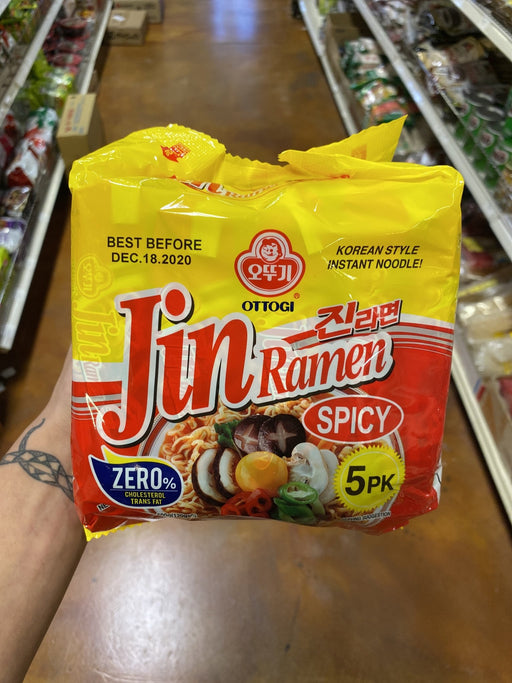 BEST BEFORE
DEC.18.2020
오뚜기
OTTOGI
KOREAN STYLE
INSTANT NOODLE!
진라면
Jin Ramen
SPICY
ZERO%
CHOLESTEROL
TRANS FAT
5PK